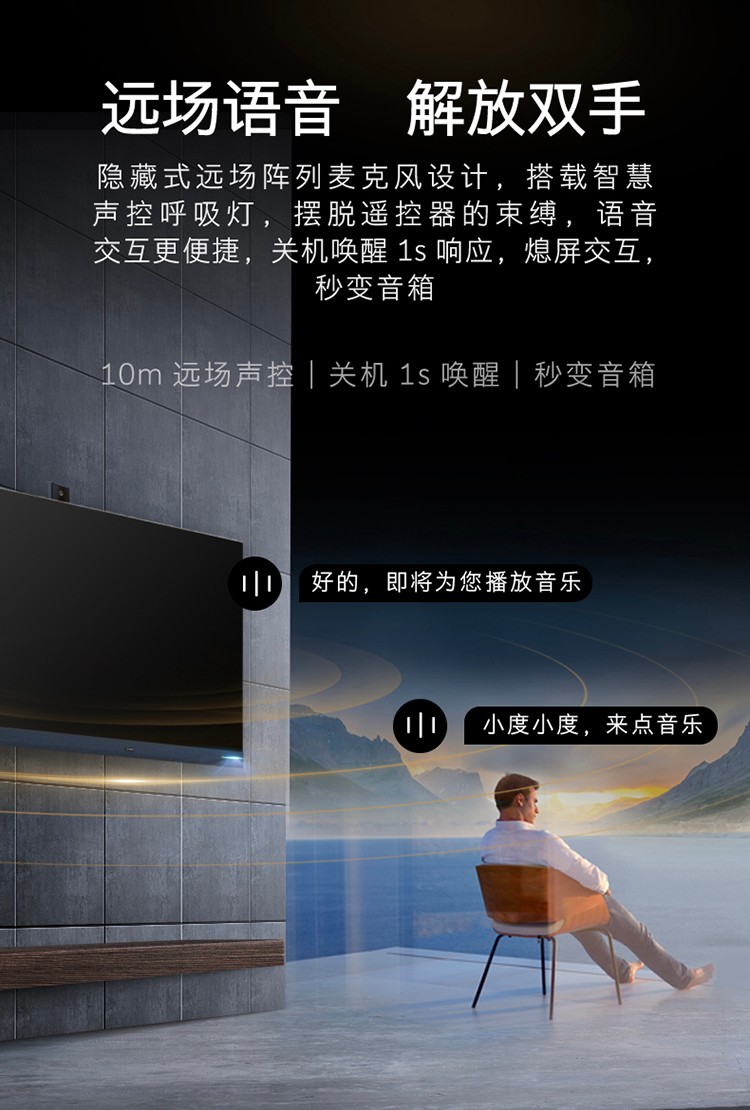 远场语音 解放双手
隐藏式远场阵列麦克风设计，搭载智慧
声控呼吸灯，摆脱遥控器的束缚，语音
交互更便捷，关机唤醒 1s 响应，熄屏交互，
秒变音箱
10m 远场声控｜关机 1s 唤醒｜秒变音箱
好的，即将为您播放音乐
小度小度，来点音乐